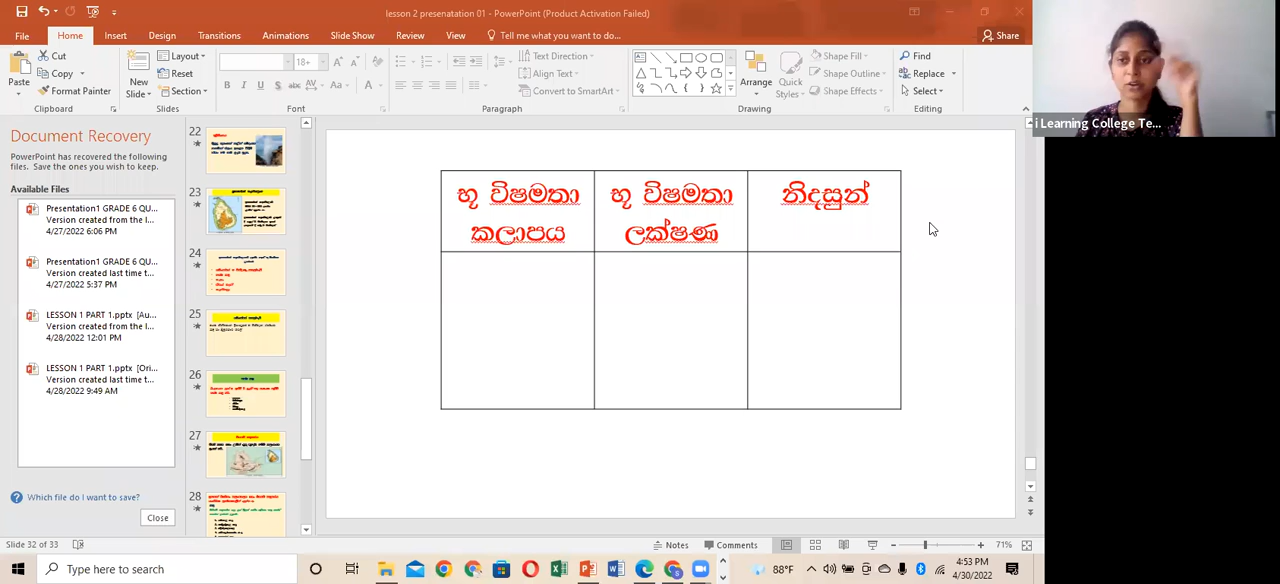 lesson 2 presenatation 01 - PowerPoint (Product Activation Failed)
File Home Insert Design Transitions Animations Slide Show Review View Tell me what you want to do... Share
Paste Cut Copy Format Painter Clipboard
New Slide Layout Reset Section Slides
18+ B I U S abc AV Aa A Font
Text Direction Align Text Convert to SmartArt Paragraph
Arrange Quick Styles Shape Fill Shape Outline Shape Effects Drawing
Find Replace Select Editing
i Learning College Te...
Document Recovery
PowerPoint has recovered the following
files. Save the ones you wish to keep.
Available Files
Presentation1 GRADE 6 QU...
Version created from the l...
4/27/2022 6:06 PM
Presentation1 GRADE 6 QU...
Version created last time t...
4/27/2022 5:37 PM
LESSON 1 PART 1.pptx [Au...
Version created from the l...
4/28/2022 12:01 PM
LESSON 1 PART 1.pptx [Ori...
Version created last time t...
4/28/2022 9:49 AM
Which file do I want to save?
Close
22
23
24
25
26
27
28
භූ විෂමතා
කලාපය
භූ විෂමතා
ලක්ෂණ
නිදසුන්
Slide 32 of 33
Notes Comments 71%
Type here to search
88°F
4:53 PM
4/30/2022